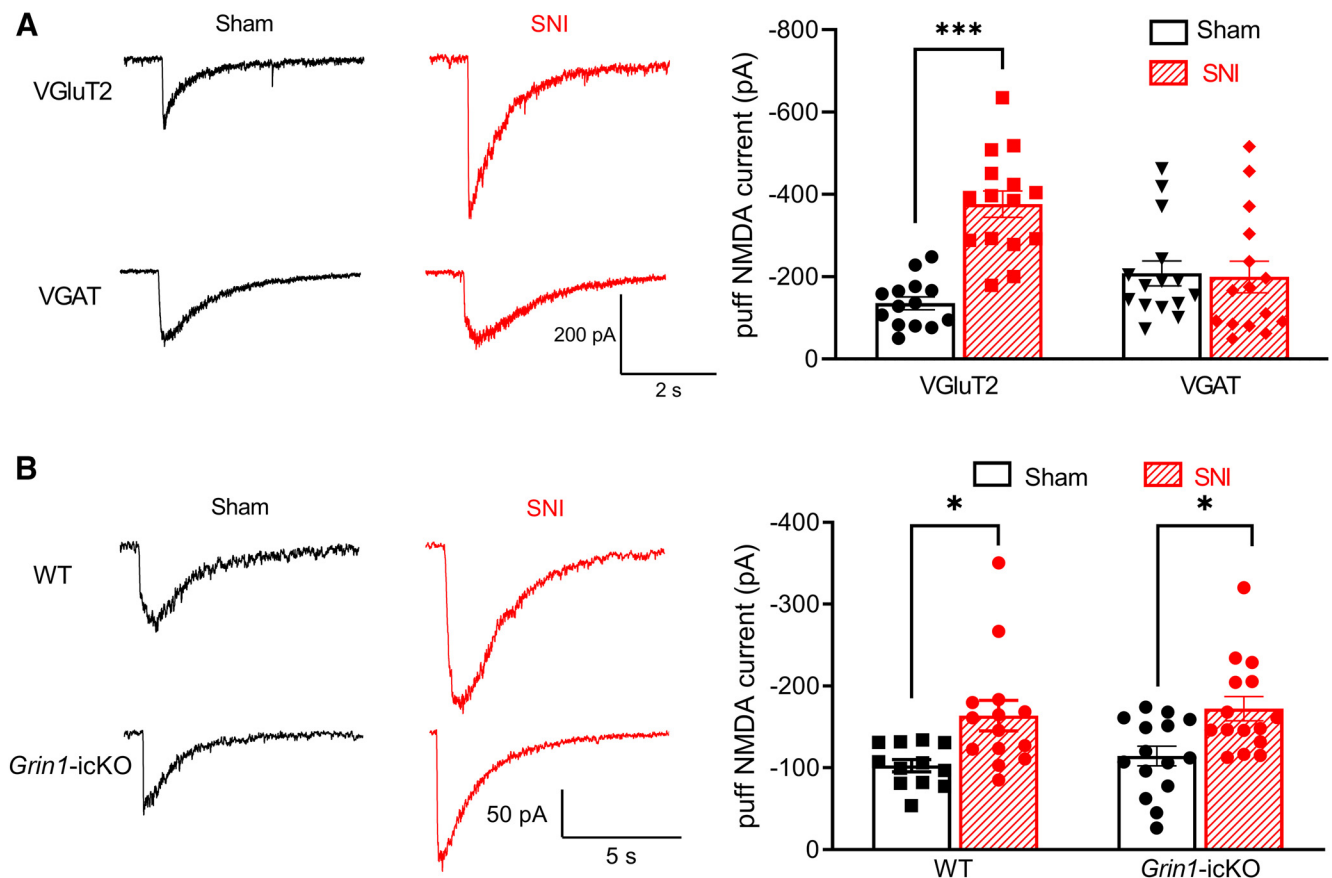 A
Sham
SNI
VGluT2
VGAT
200 pA
2 s
puff NMDA current (pA)
-800
-600
-400
-200
0
***
Sham
SNI
VGluT2
VGAT
B
Sham
SNI
WT
Grin1-icKO
50 pA
5 s
puff NMDA current (pA)
-400
-300
-200
-100
0
Sham
SNI
*
*
WT
Grin1-icKO